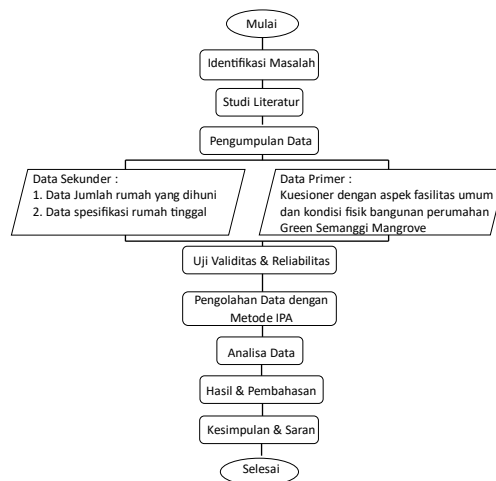 Mulai
Identifikasi Masalah
Studi Literatur
Pengumpulan Data
Data Sekunder :
1. Data Jumlah rumah yang dihuni
2. Data spesifikasi rumah tinggal
Data Primer :
Kuesioner dengan aspek fasilitas umum
dan kondisi fisik bangunan perumahan
Green Semanggi Mangrove
Uji Validitas & Reliabilitas
Pengolahan Data dengan
Metode IPA
Analisa Data
Hasil & Pembahasan
Kesimpulan & Saran
Selesai